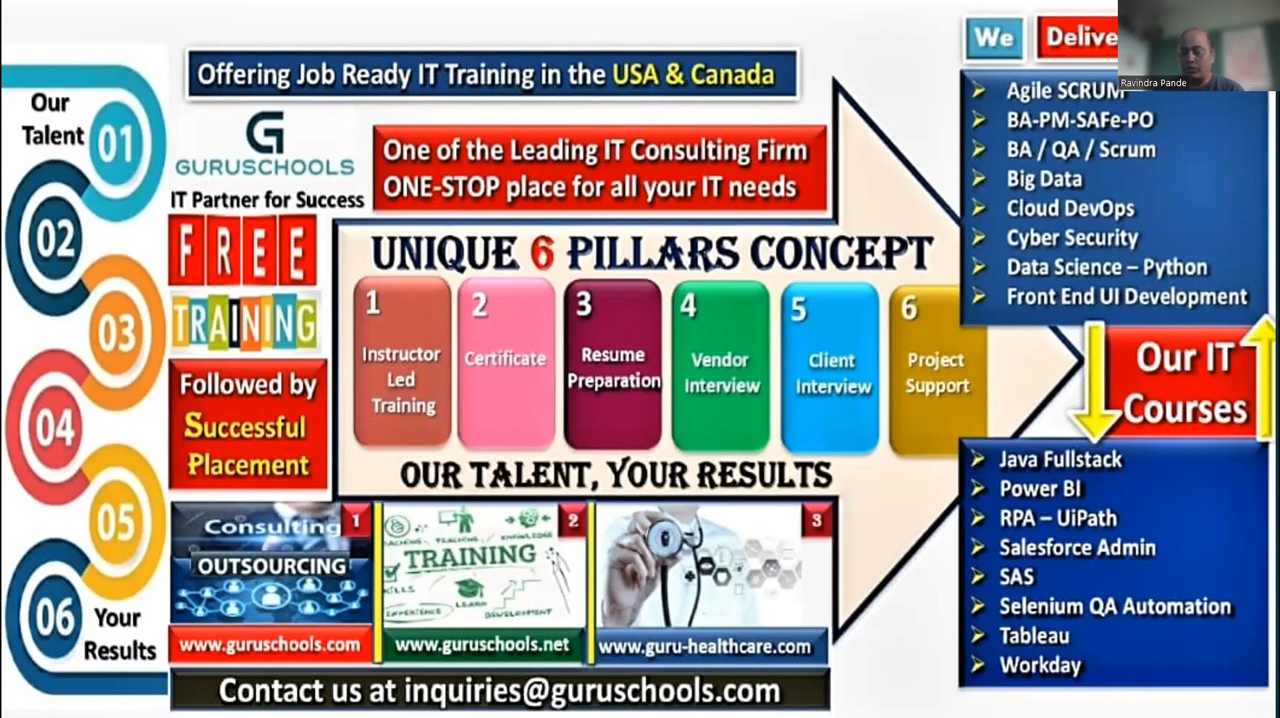 We Delive
Ravindra Pande
Offering Job Ready IT Training in the USA & Canada
Our
Talent
01
02
03
04
05
06
Your
Results
G
GURUSCHOOLS
IT Partner for Success
FREE
TRAINING
Followed by
Successful
Placement
One of the Leading IT Consulting Firm
ONE-STOP place for all your IT needs
UNIQUE 6 PILLARS CONCEPT
1
Instructor
Led
Training
2
Certificate
3
Resume
Preparation
4
Vendor
Interview
5
Client
Interview
6
Project
Support
OUR TALENT, YOUR RESULTS
Consulting 1
OUTSOURCING
www.guruschools.com
2
TRAINING
LEARN
DEVELOPMENT
www.guruschools.net
3
www.guru-healthcare.com
Contact us at inquiries@guruschools.com
Agile SCRUM
BA-PM-SAFe-PO
BA / QA / Scrum
Big Data
Cloud DevOps
Cyber Security
Data Science – Python
Front End UI Development
Our IT
Courses
Java Fullstack
Power BI
RPA – UiPath
Salesforce Admin
SAS
Selenium QA Automation
Tableau
Workday